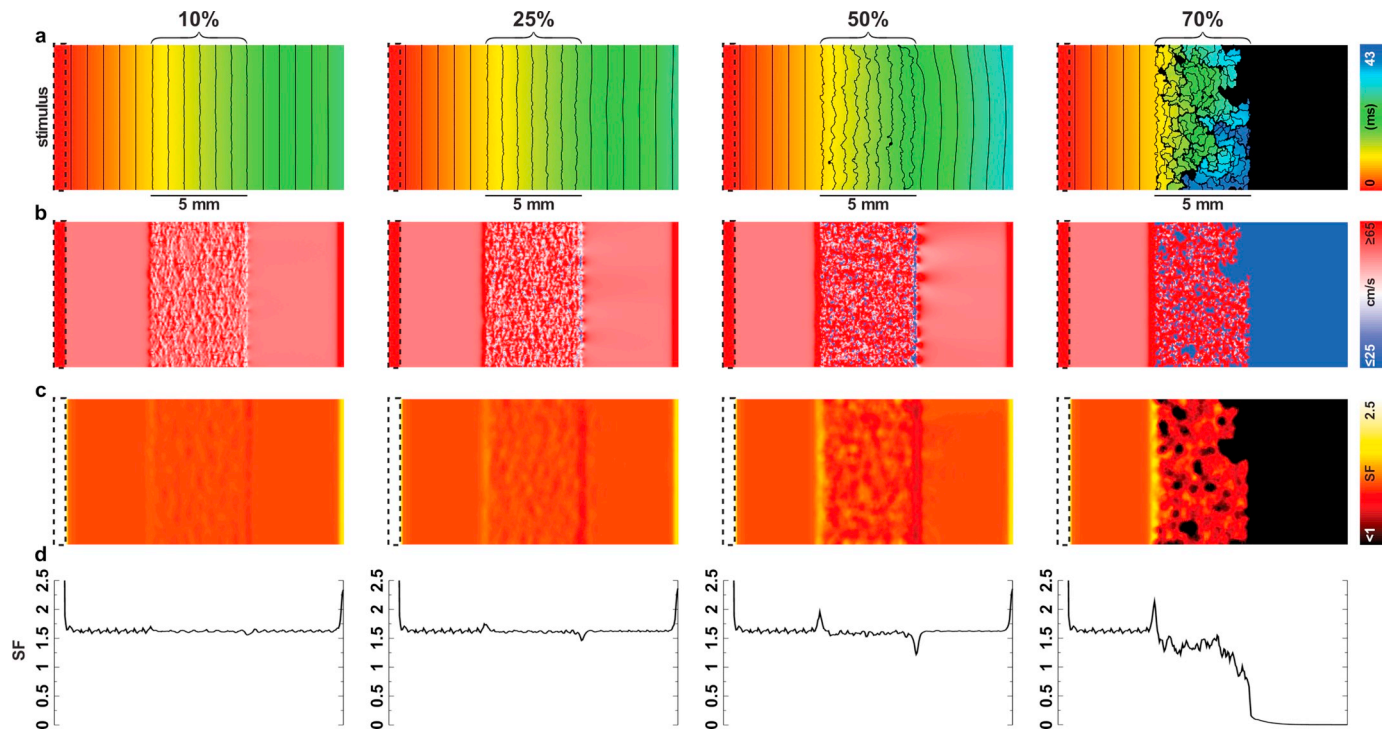 10% 25% 50% 70%
a
stimulus
0 (ms) 43
5 mm 5 mm 5 mm 5 mm
b
≤25 cm/s ≥65
c
<1 SF 2.5
d
SF
0 0.5 1 1.5 2 2.5
0 0.5 1 1.5 2 2.5
0 0.5 1 1.5 2 2.5
0 0.5 1 1.5 2 2.5